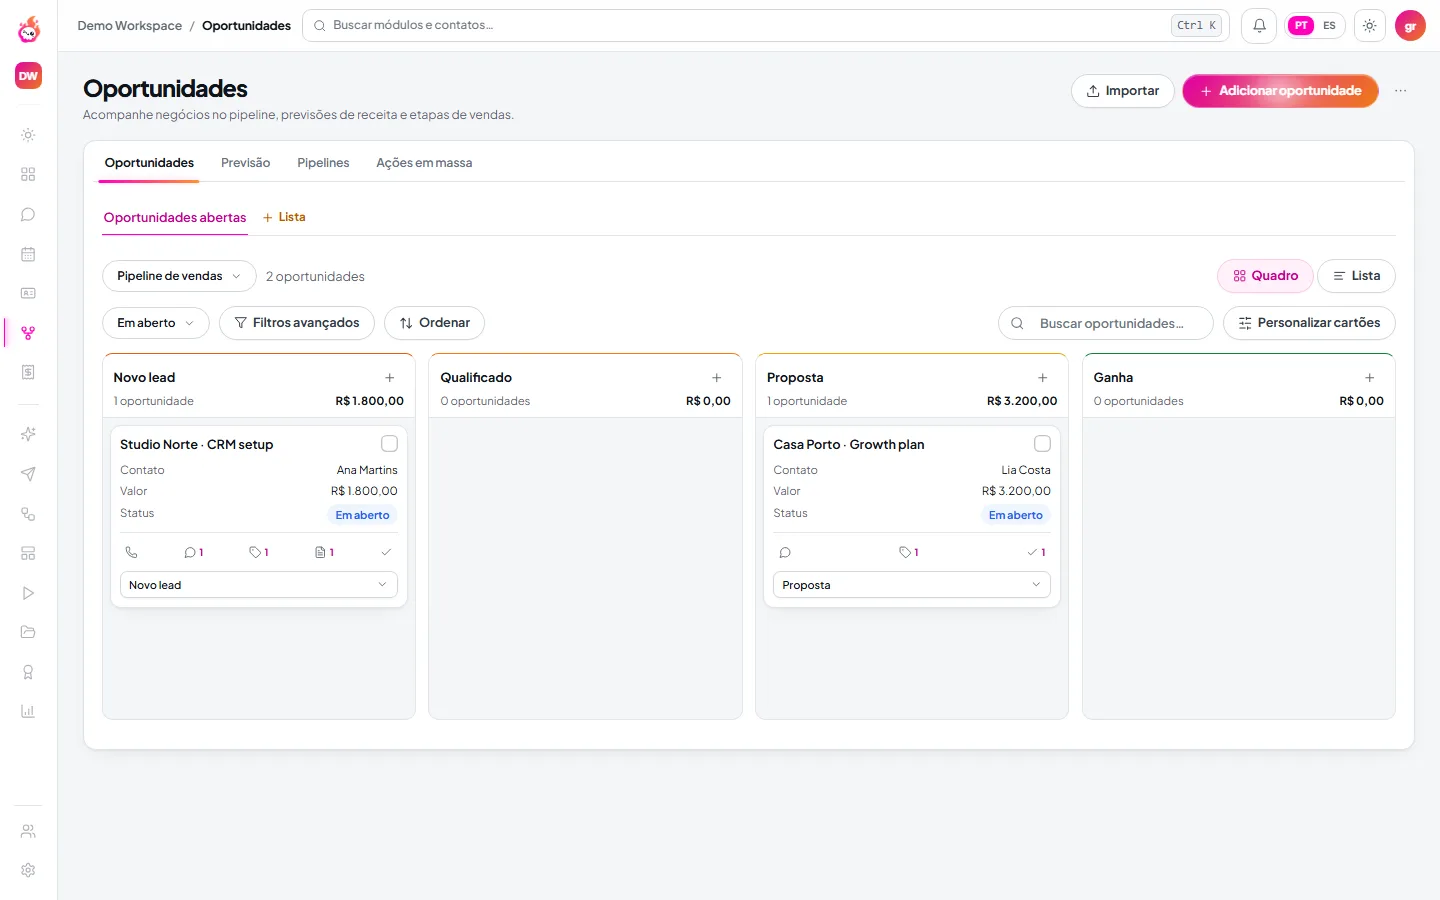 Demo Workspace / Oportunidades
Buscar módulos e contatos...
Ctrl K
PT ES
gr
DW
Oportunidades
Acompanhe negócios no pipeline, previsões de receita e etapas de vendas.
Importar
+ Adicionar oportunidade
...
Oportunidades Previsão Pipelines Ações em massa
Oportunidades abertas + Lista
Pipeline de vendas 2 oportunidades
Quadro Lista
Em aberto Filtros avançados Ordenar
Buscar oportunidades...
Personalizar cartões
Novo lead +
1 oportunidade R$ 1.800,00
Studio Norte · CRM setup
Contato Ana Martins
Valor R$ 1.800,00
Status Em aberto
1 1 1
Novo lead
Qualificado +
0 oportunidades R$ 0,00
Proposta +
1 oportunidade R$ 3.200,00
Casa Porto · Growth plan
Contato Lia Costa
Valor R$ 3.200,00
Status Em aberto
1 1
Proposta
Ganha +
0 oportunidades R$ 0,00